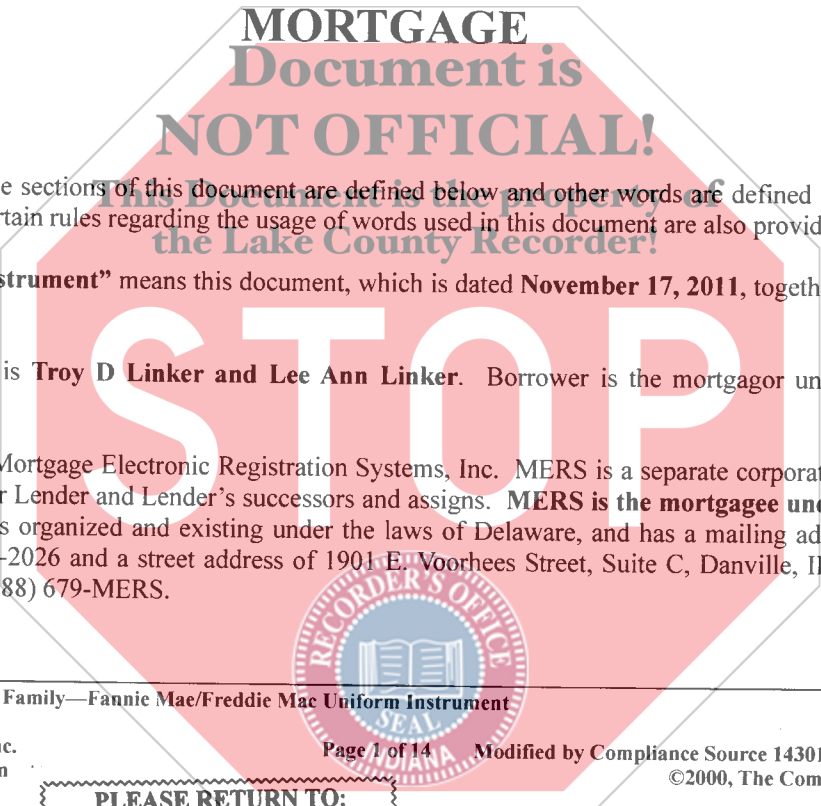 MORTGAGE
Document is
NOT OFFICIAL!
This Document is the property of
the Lake County Recorder!
e sections of this document are defined below and other words are defined
rtain rules regarding the usage of words used in this document are also provid
strument” means this document, which is dated November 17, 2011, togeth
is Troy D Linker and Lee Ann Linker. Borrower is the mortgagor un
STOP
Mortgage Electronic Registration Systems, Inc. MERS is a separate corporat
r Lender and Lender’s successors and assigns. MERS is the mortgagee und
s organized and existing under the laws of Delaware, and has a mailing ad
-2026 and a street address of 1901 E. Voorhees Street, Suite C, Danville, Il
88) 679-MERS.
RECORDER'S OFFICE
SEAL
INDIANA
Family—Fannie Mae/Freddie Mac Uniform Instrument
c.
Page 1 of 14 Modified by Compliance Source 14301
n
©2000, The Com
PLEASE RETURN TO: